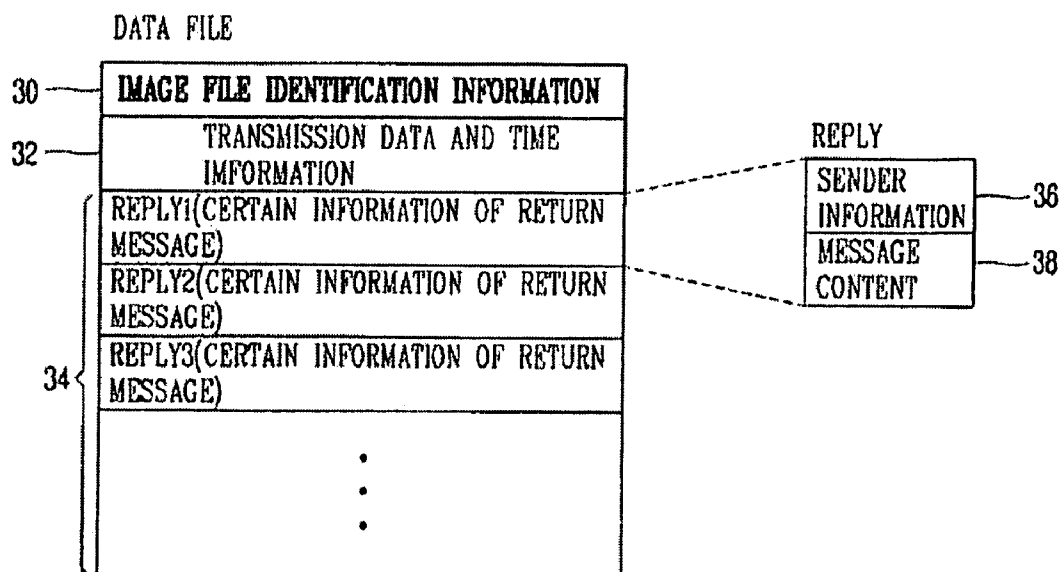 DATA FILE
30
IMAGE FILE IDENTIFICATION INFORMATION
32
TRANSMISSION DATA AND TIME
IMFORMATION
34
REPLY1(CERTAIN INFORMATION OF RETURN
MESSAGE)
REPLY2(CERTAIN INFORMATION OF RETURN
MESSAGE)
REPLY3(CERTAIN INFORMATION OF RETURN
MESSAGE)
REPLY
SENDER
INFORMATION
36
MESSAGE
CONTENT
38